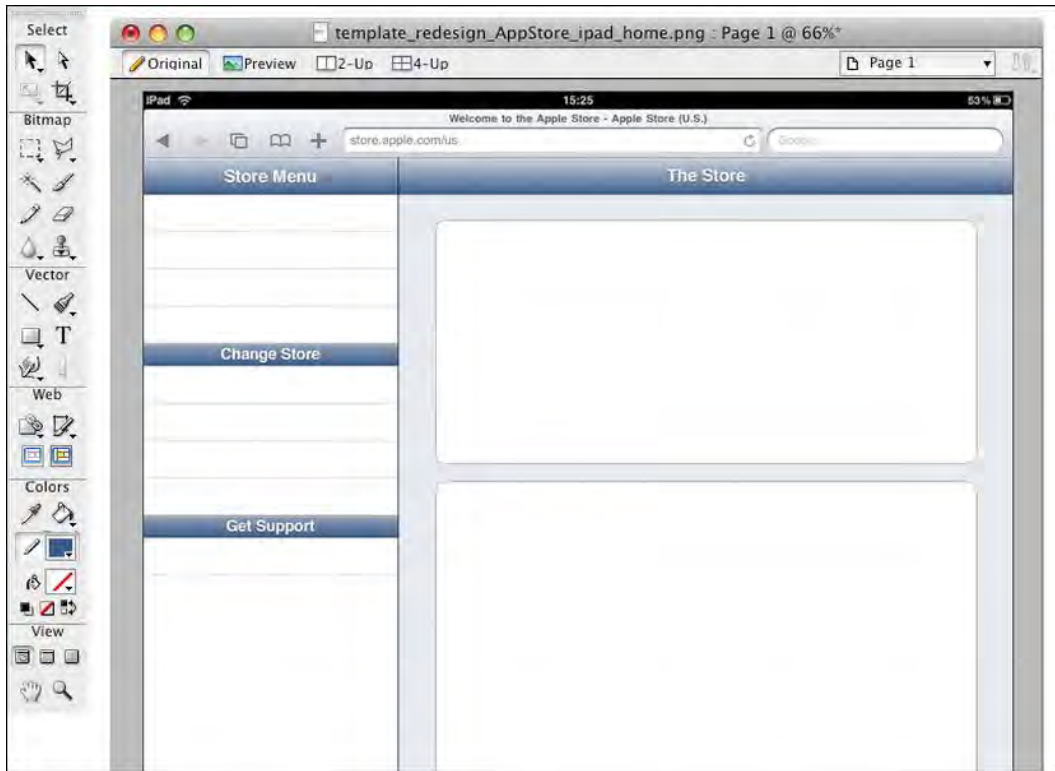 Select
Bitmap
Vector
T
Web
Colors
View
template_redesign_AppStore_ipad_home.png : Page 1 @ 66%*
Original Preview 2-Up 4-Up Page 1
iPad 15:25 53%
Welcome to the Apple Store - Apple Store (U.S.)
store.apple.com/us Google
Store Menu The Store
Change Store
Get Support